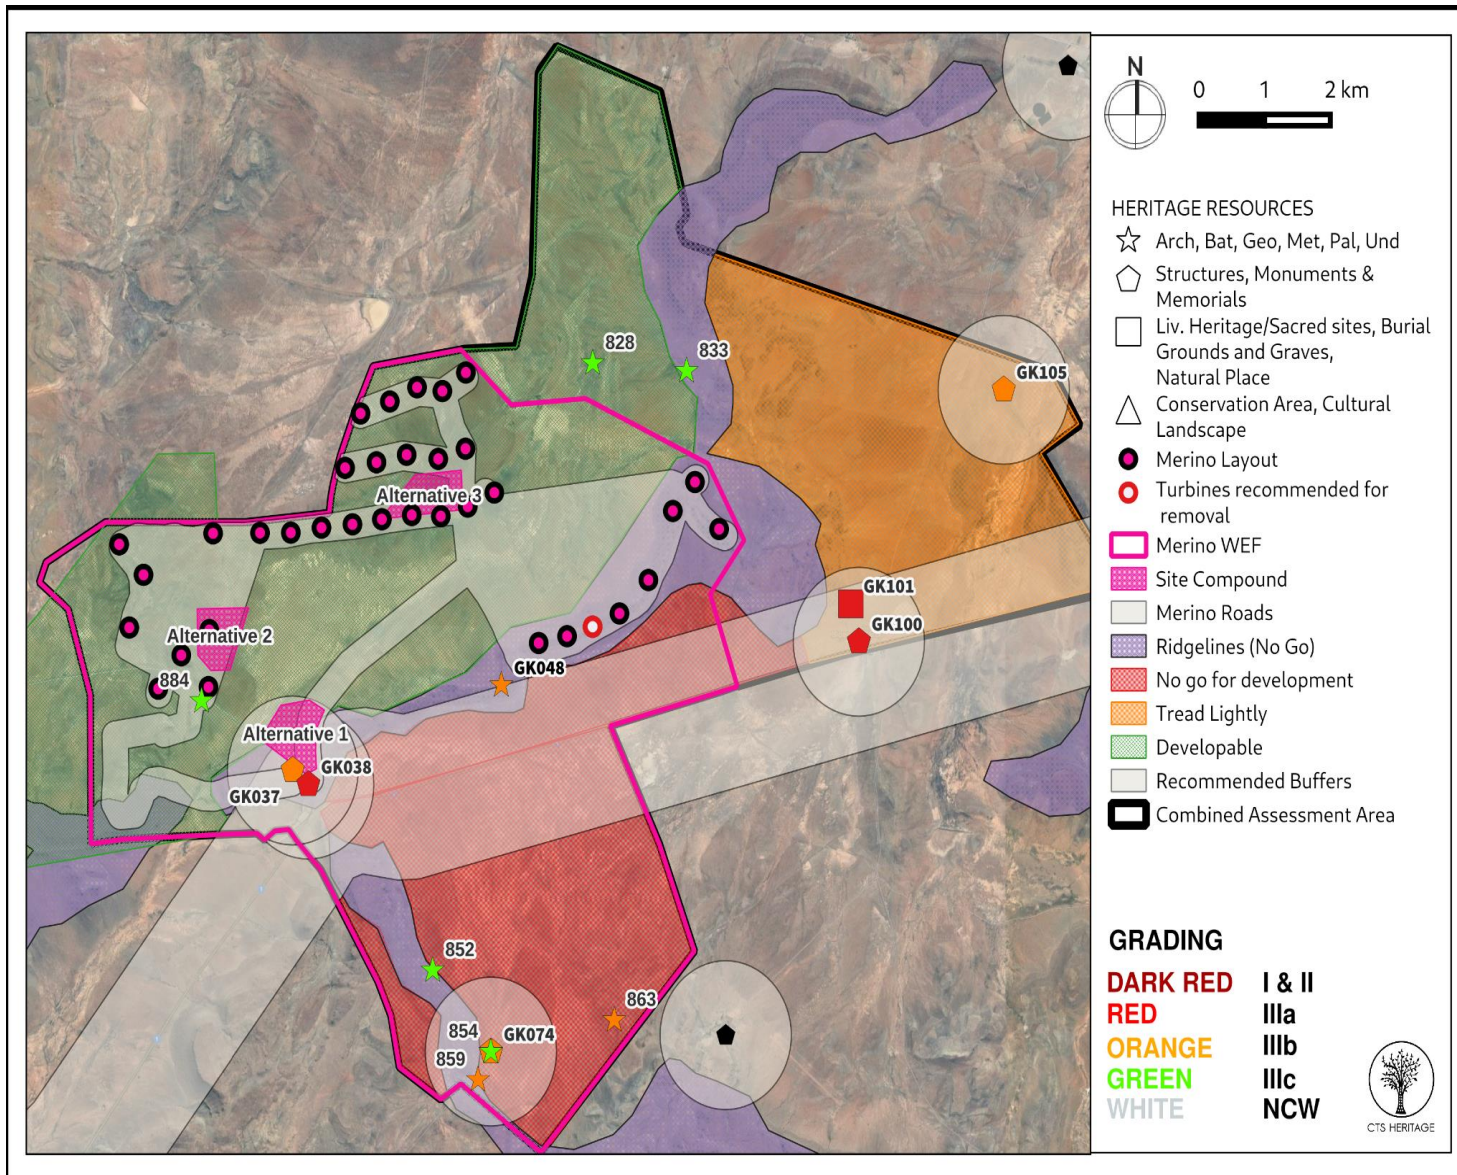 N
0 1 2 km
HERITAGE RESOURCES
Arch, Bat, Geo, Met, Pal, Und
Structures, Monuments &
Memorials
Liv. Heritage/Sacred sites, Burial
Grounds and Graves,
Natural Place
Conservation Area, Cultural
Landscape
Merino Layout
Turbines recommended for
removal
Merino WEF
Site Compound
Merino Roads
Ridgelines (No Go)
No go for development
Tread Lightly
Developable
Recommended Buffers
Combined Assessment Area
GRADING
DARK RED I & II
RED IIIa
ORANGE IIIb
GREEN IIIc
WHITE NCW
CTS HERITAGE
828
833
GK105
Alternative 3
GK101
GK100
Alternative 2
884
GK048
Alternative 1
GK038
GK037
852
863
854
GK074
859